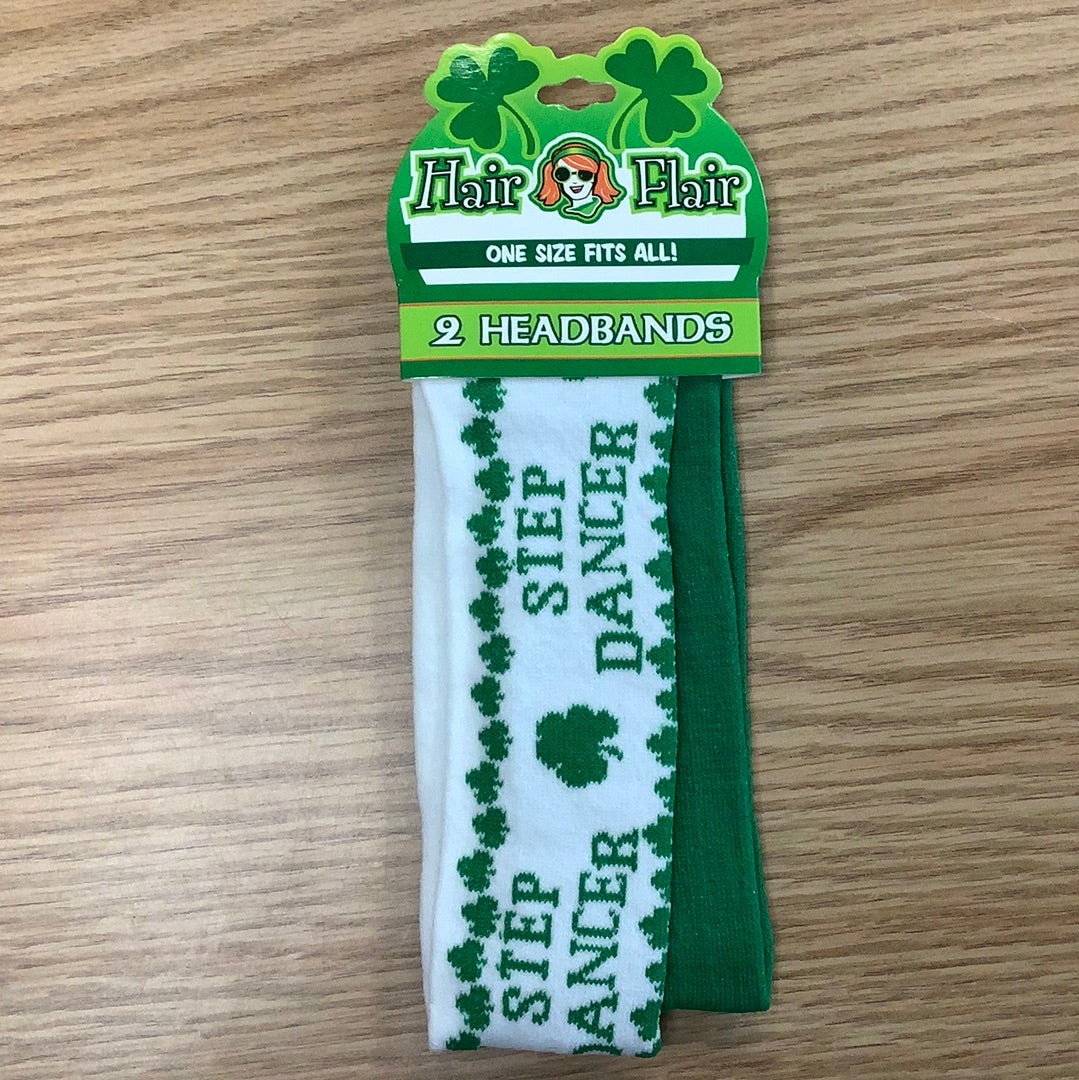 Hair Flair
ONE SIZE FITS ALL!
2 HEADBANDS
STEP
DANCER
STEP
DANCER